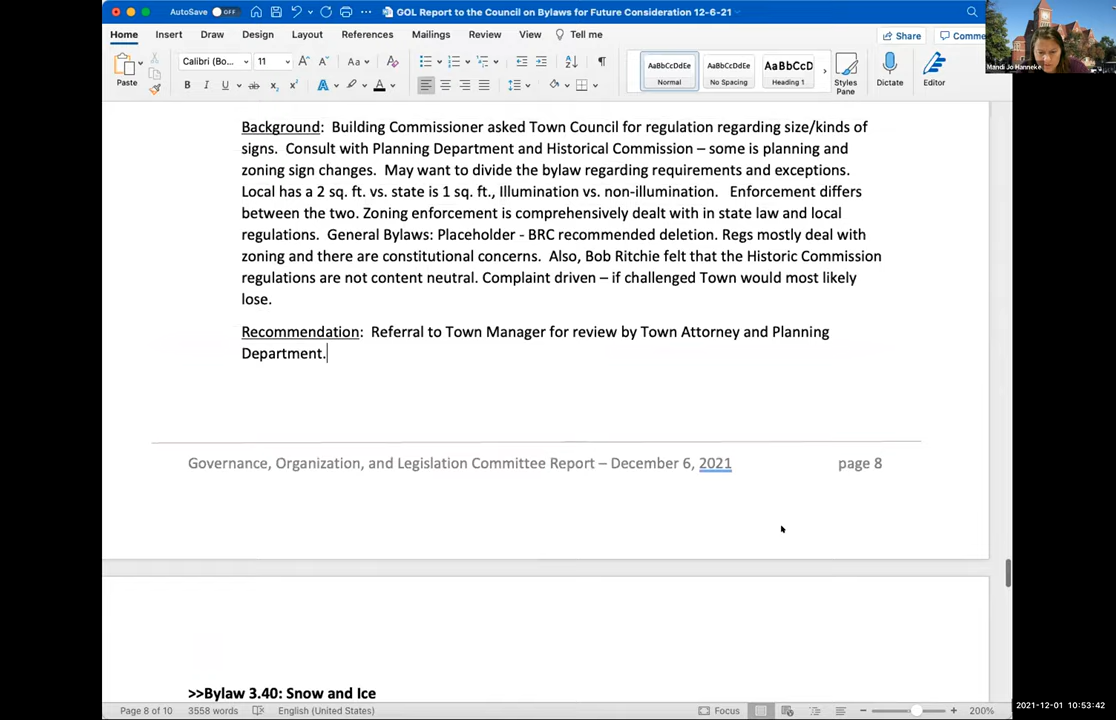 AutoSave OFF GOL Report to the Council on Bylaws for Future Consideration 12-6-21
Home Insert Draw Design Layout References Mailings Review View Tell me Share Comme
Calibri (Bo... 11 AaBbCcDdEe AaBbCcDdEe AaBbCcD
Paste Normal No Spacing Heading 1 Styles Pane Dictate Editor
Mandi Jo Hanneke
Background: Building Commissioner asked Town Council for regulation regarding size/kinds of
signs. Consult with Planning Department and Historical Commission – some is planning and
zoning sign changes. May want to divide the bylaw regarding requirements and exceptions.
Local has a 2 sq. ft. vs. state is 1 sq. ft., Illumination vs. non-illumination. Enforcement differs
between the two. Zoning enforcement is comprehensively dealt with in state law and local
regulations. General Bylaws: Placeholder - BRC recommended deletion. Regs mostly deal with
zoning and there are constitutional concerns. Also, Bob Ritchie felt that the Historic Commission
regulations are not content neutral. Complaint driven – if challenged Town would most likely
lose.
Recommendation: Referral to Town Manager for review by Town Attorney and Planning
Department.
Governance, Organization, and Legislation Committee Report – December 6, 2021 page 8
>>Bylaw 3.40: Snow and Ice
Page 8 of 10 3558 words English (United States) Focus 200%
2021-12-01 10:53:42